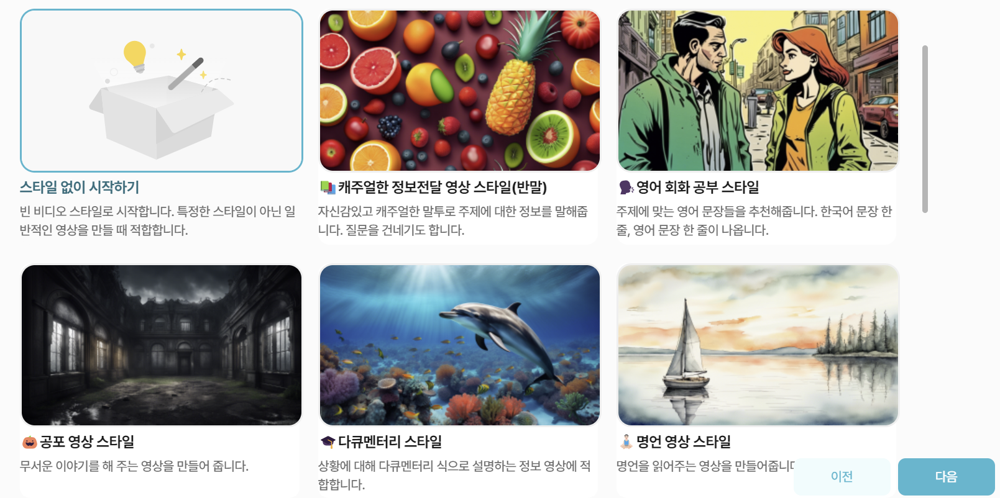 스타일 없이 시작하기
빈 비디오 스타일로 시작합니다. 특정한 스타일이 아닌 일
반적인 영상을 만들 때 적합합니다.
📚 캐주얼한 정보전달 영상 스타일(반말)
자신감있고 캐주얼한 말투로 주제에 대한 정보를 말해줍
니다. 질문을 건네기도 합니다.
🗣 영어 회화 공부 스타일
주제에 맞는 영어 문장들을 추천해줍니다. 한국어 문장 한
줄, 영어 문장 한 줄이 나옵니다.
🎃 공포 영상 스타일
무서운 이야기를 해 주는 영상을 만들어 줍니다.
🎓 다큐멘터리 스타일
상황에 대해 다큐멘터리 식으로 설명하는 정보 영상에 적
합합니다.
🧘🏻 명언 영상 스타일
명언을 읽어주는 영상을 만들어줍니다
이전
다음